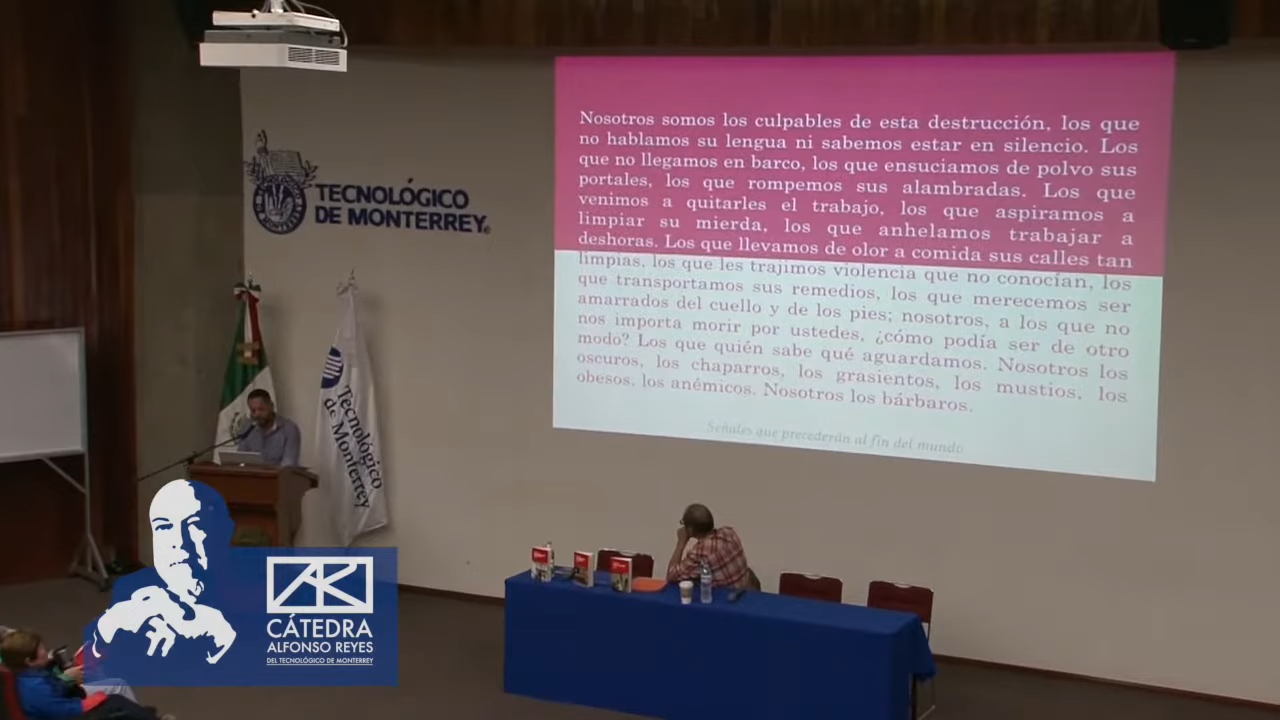 TECNOLÓGICO
DE MONTERREY
Nosotros somos los culpables de esta destrucción, los que
no hablamos su lengua ni sabemos estar en silencio. Los
que no llegamos en barco, los que ensuciamos de polvo sus
portales, los que rompemos sus alambradas. Los que
venimos a quitarles el trabajo, los que aspiramos a
limpiar su mierda, los que anhelamos trabajar a
deshoras. Los que llevamos de olor a comida sus calles tan
limpias, los que les trajimos violencia que no conocían, los
que transportamos sus remedios, los que merecemos ser
amarrados del cuello y de los pies; nosotros, a los que no
nos importa morir por ustedes, ¿cómo podía ser de otro
modo? Los que quién sabe qué aguardamos. Nosotros los
oscuros, los chaparros, los grasientos, los mustios, los
obesos, los anémicos. Nosotros los bárbaros.
Señales que precederán al fin del mundo
Tecnológico
de Monterrey
CÁTEDRA
ALFONSO REYES
DEL TECNOLÓGICO DE MONTERREY